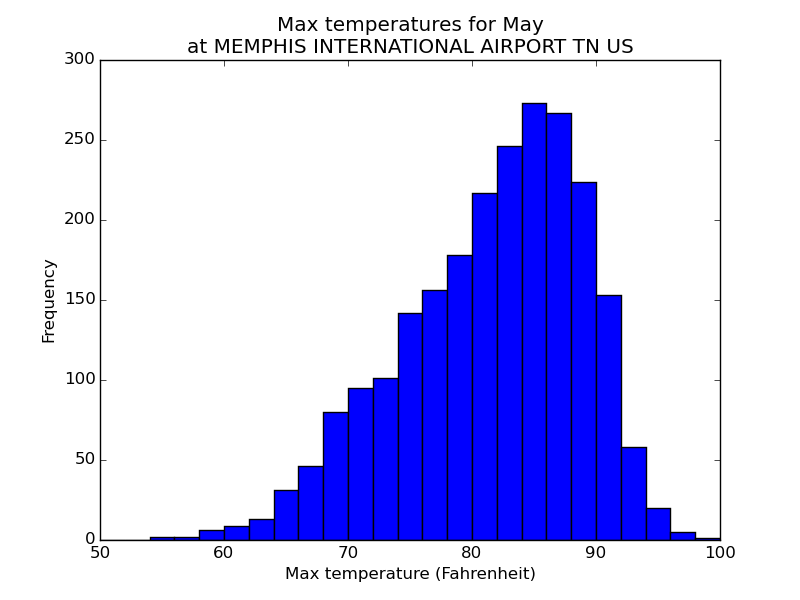 Max temperatures for May
at MEMPHIS INTERNATIONAL AIRPORT TN US
300
250
200
150
100
50
0
Frequency
50 60 70 80 90 100
Max temperature (Fahrenheit)